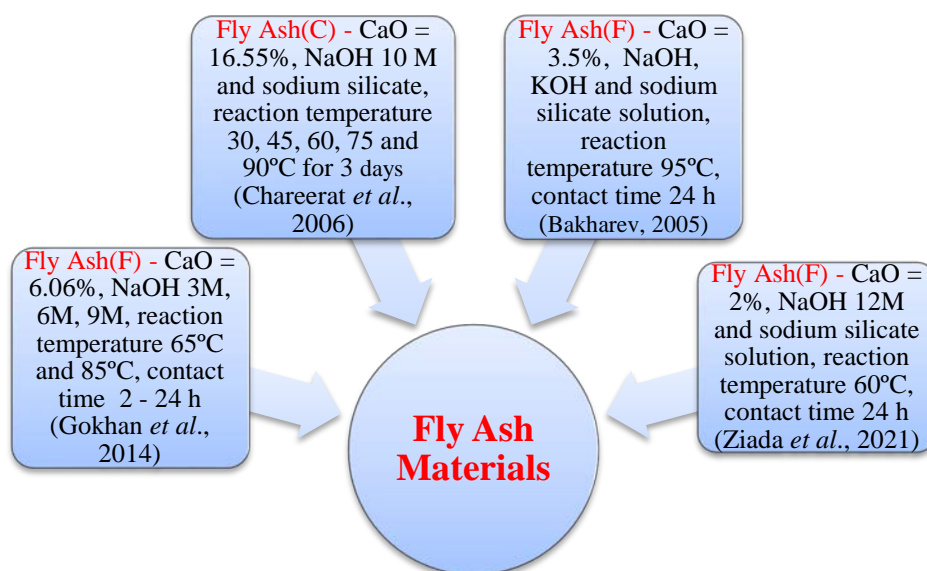 Fly Ash(C) - CaO =
16.55%, NaOH 10 M
and sodium silicate,
reaction temperature
30, 45, 60, 75 and
90ºC for 3 days
(Chareerat et al.,
2006)
Fly Ash(F) - CaO =
3.5%, NaOH,
KOH and sodium
silicate solution,
reaction
temperature 95ºC,
contact time 24 h
(Bakharev, 2005)
Fly Ash(F) - CaO =
6.06%, NaOH 3M,
6M, 9M, reaction
temperature 65ºC
and 85ºC, contact
time 2 - 24 h
(Gokhan et al.,
2014)
Fly Ash(F) - CaO =
2%, NaOH 12M
and sodium silicate
solution, reaction
temperature 60ºC,
contact time 24 h
(Ziada et al., 2021)
Fly Ash
Materials